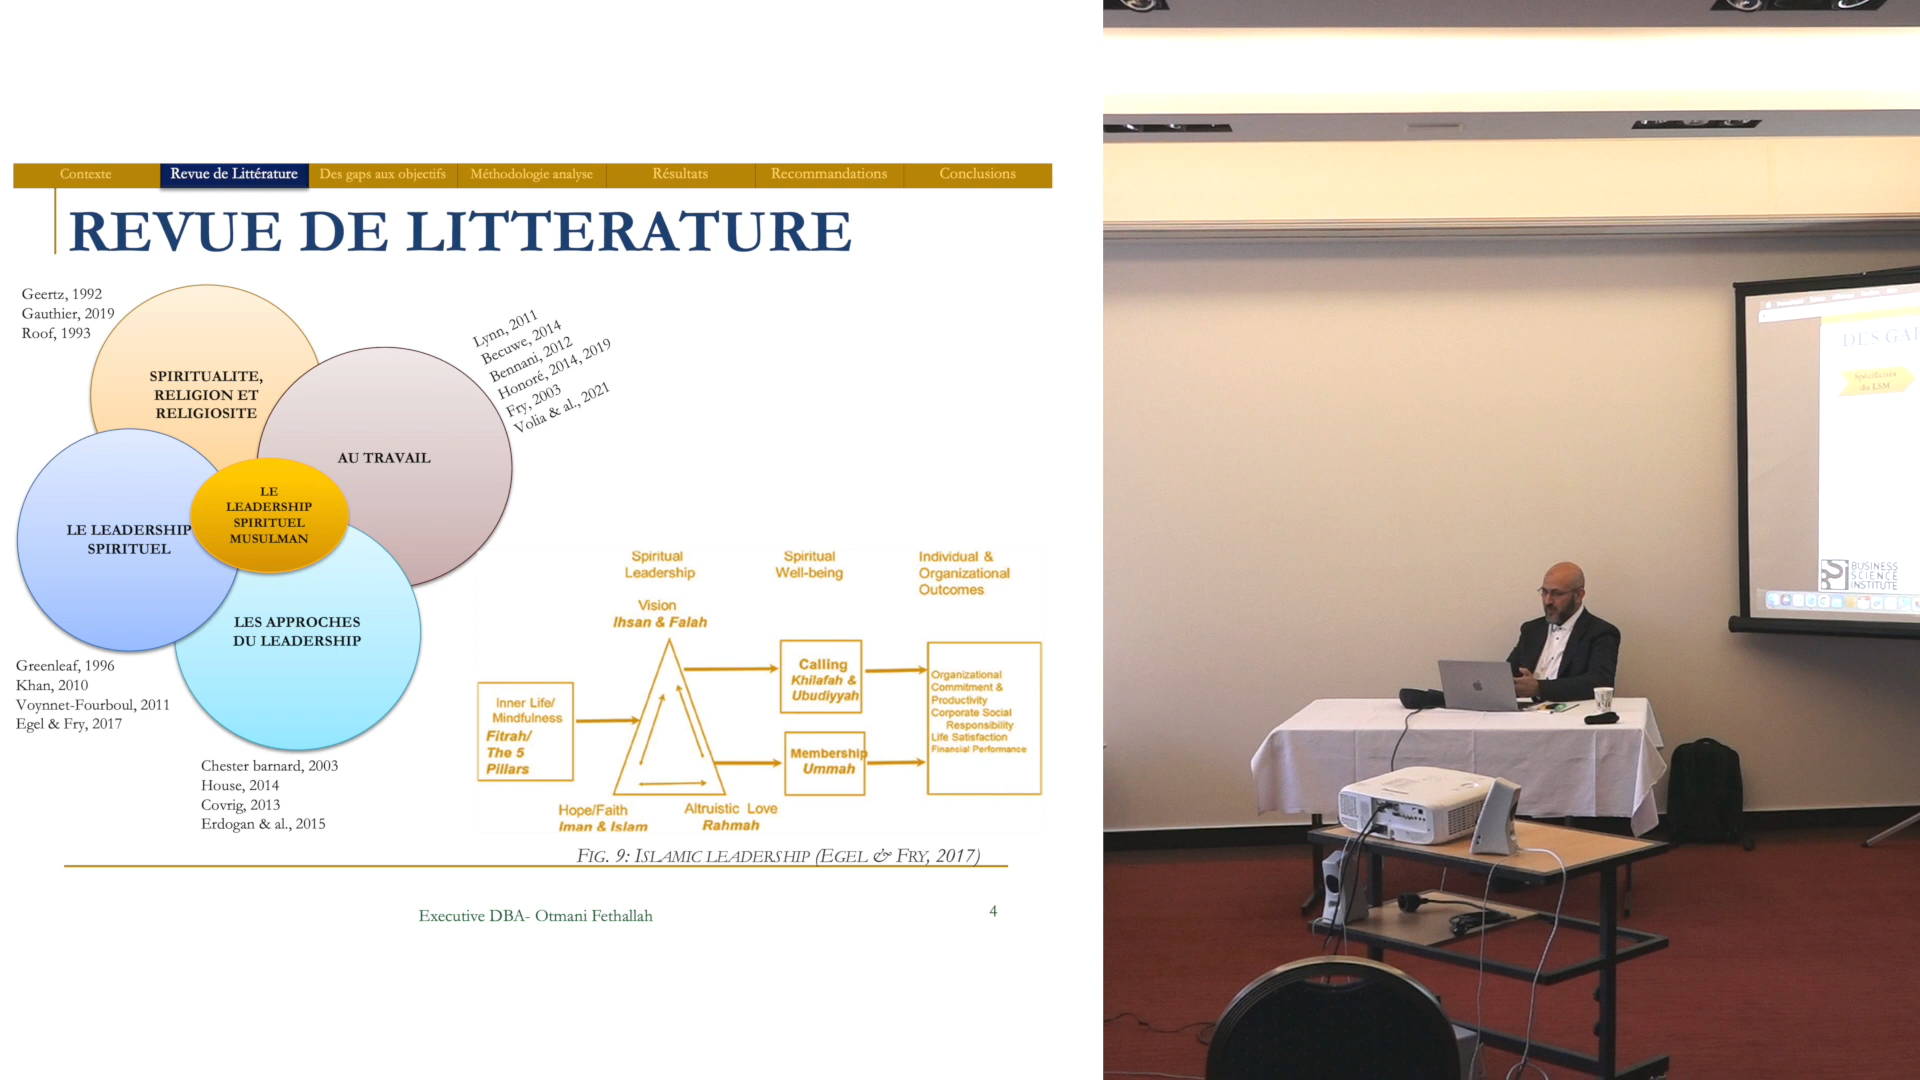 Contexte
Revue de Littérature
Des gaps aux objectifs
Méthodologie analyse
Résultats
Recommandations
Conclusions
REVUE DE LITTERATURE
Geertz, 1992
Gauthier, 2019
Roof, 1993
SPIRITUALITE,
RELIGION ET
RELIGIOSITE
Lynn, 2011
Becuwe, 2014
Bennani, 2012
Honoré, 2014, 2019
Fry, 2003
Volia & al., 2021
AU TRAVAIL
LE
LEADERSHIP
SPIRITUEL
MUSULMAN
LE LEADERSHIP
SPIRITUEL
LES APPROCHES
DU LEADERSHIP
Greenleaf, 1996
Khan, 2010
Voynnet-Fourboul, 2011
Egel & Fry, 2017
Chester barnard, 2003
House, 2014
Covrig, 2013
Erdogan & al., 2015
Spiritual
Leadership
Spiritual
Well-being
Individual &
Organizational
Outcomes
Vision
Ihsan & Falah
Inner Life/
Mindfulness
Fitrah/
The 5
Pillars
Calling
Khilafah &
Ubudiyyah
Membership
Ummah
Organizational
Commitment &
Productivity
Corporate Social
Responsibility
Life Satisfaction
Financial Performance
Hope/Faith
Iman & Islam
Altruistic Love
Rahmah
FIG. 9: ISLAMIC LEADERSHIP (EGEL & FRY, 2017)
Executive DBA- Otmani Fethallah
4
DES GA
Spécificités
du LSM
BUSINESS
SCIENCE
INSTITUTE